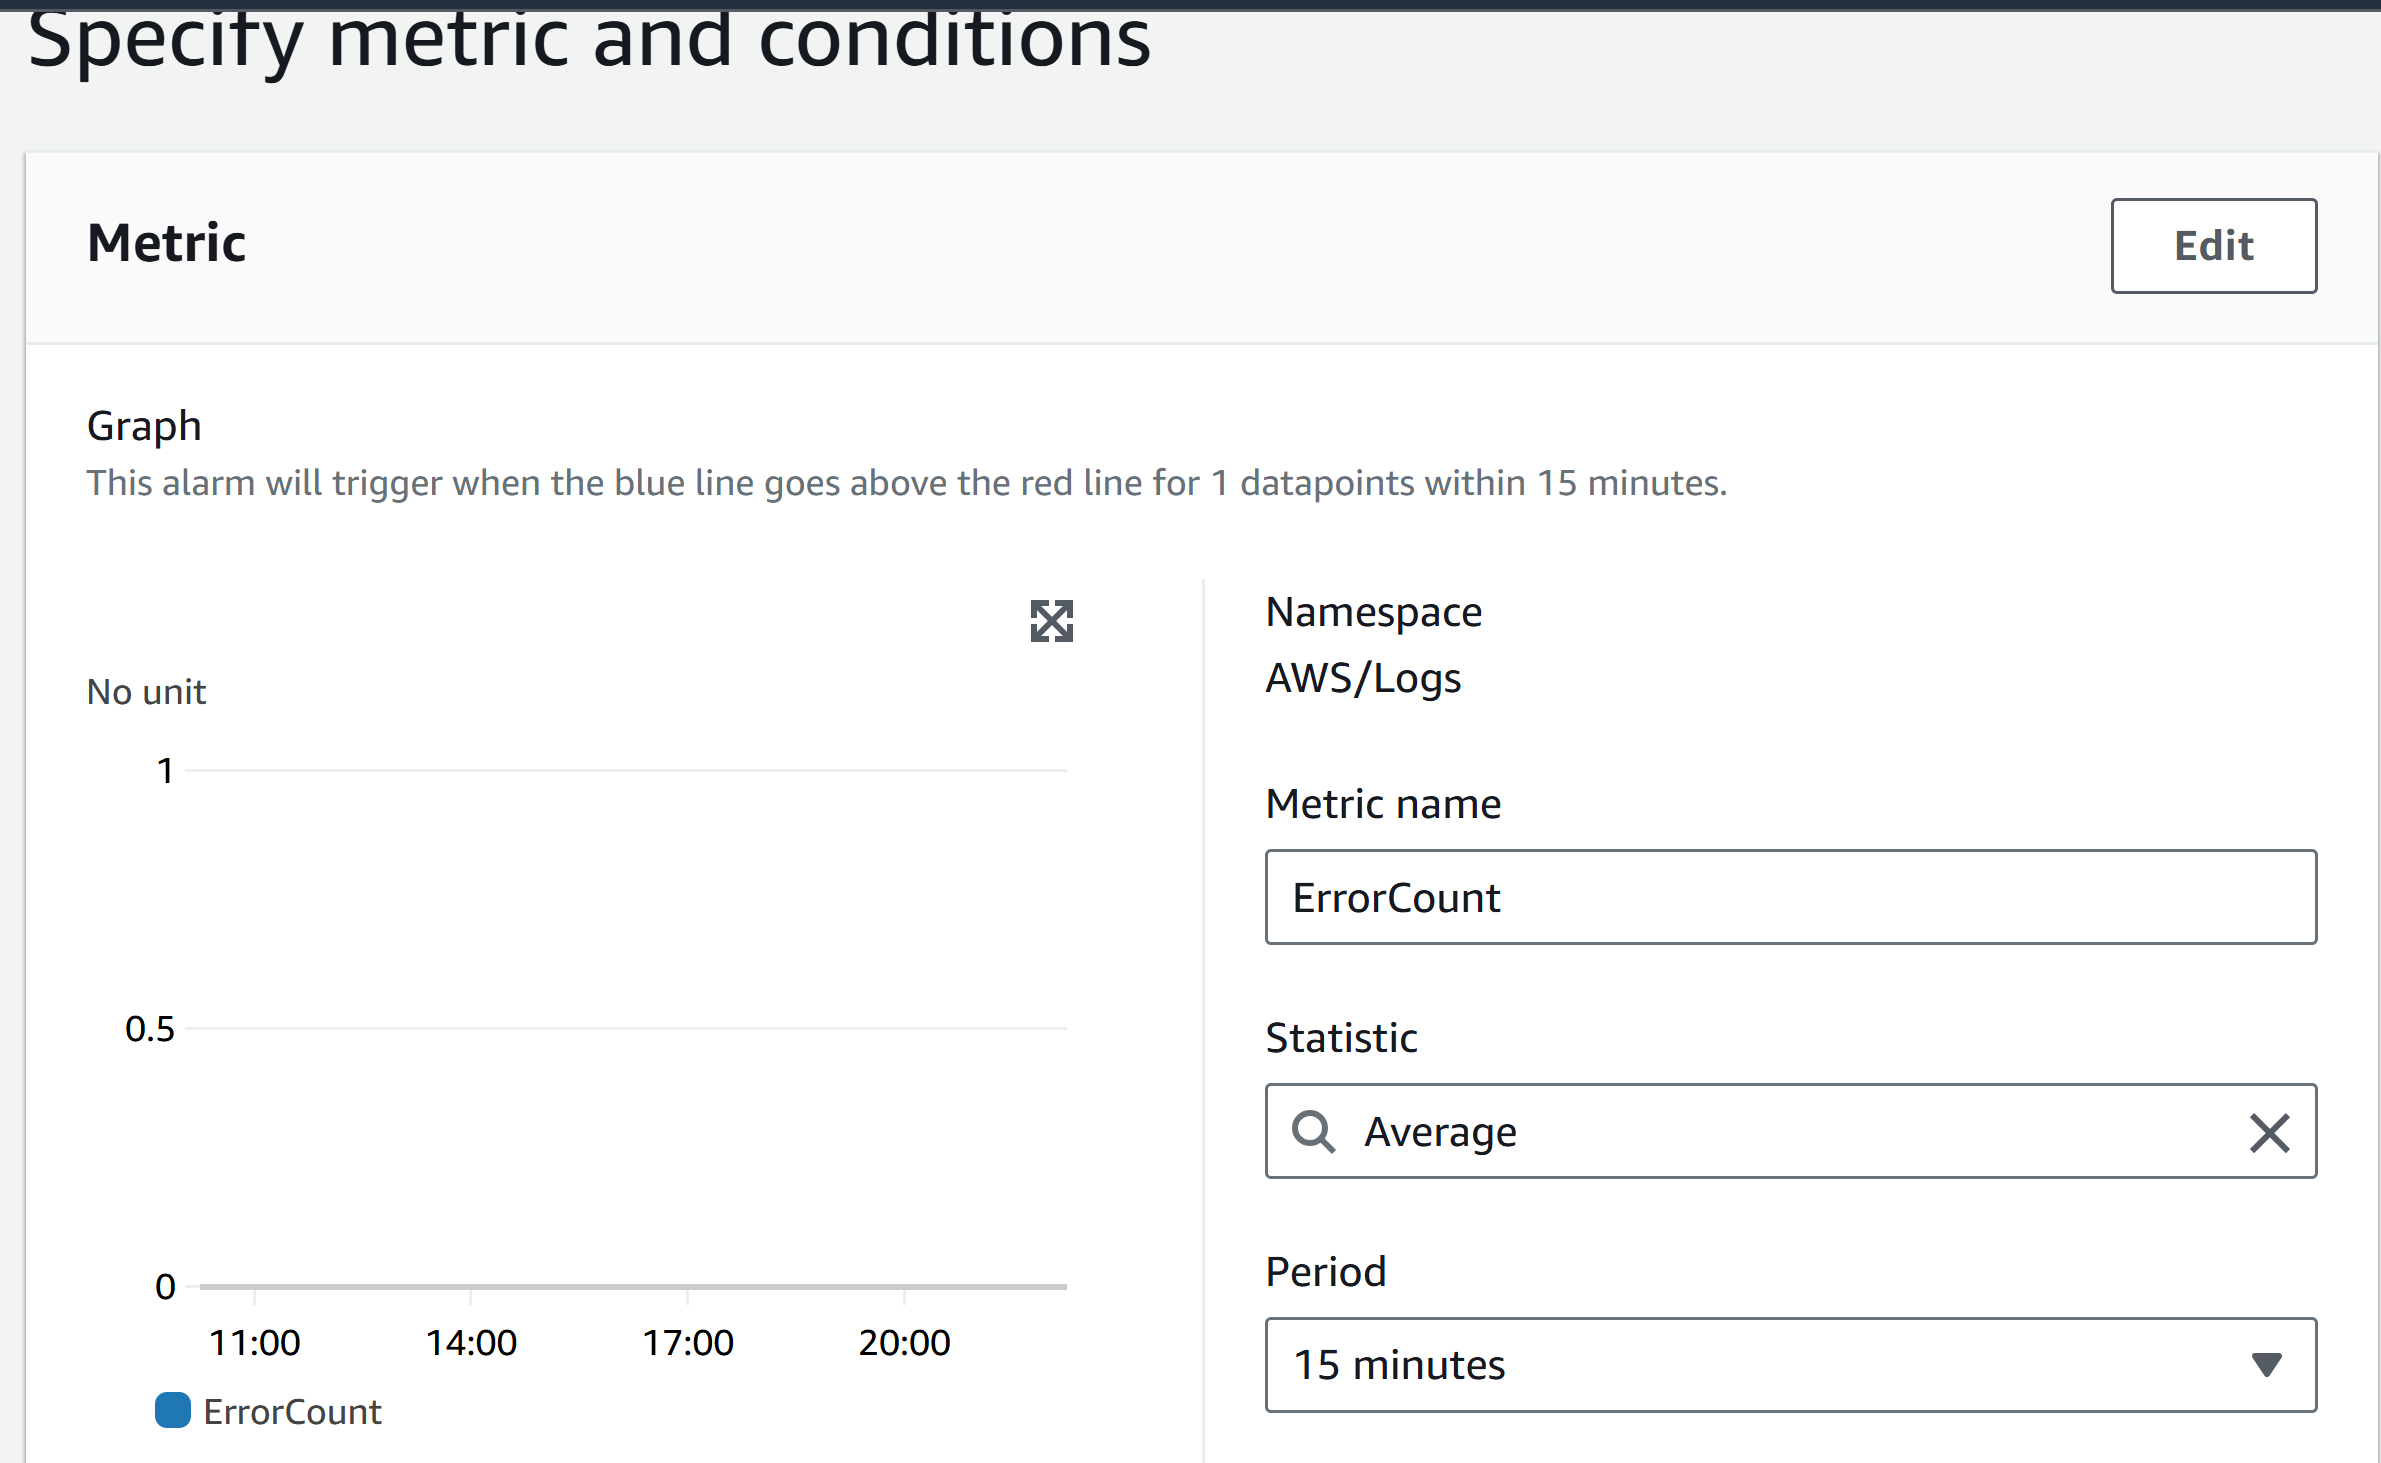 Specify metric and conditions
Metric
Edit
Graph
This alarm will trigger when the blue line goes above the red line for 1 datapoints within 15 minutes.
No unit
1
0.5
0
11:00 14:00 17:00 20:00
ErrorCount
Namespace
AWS/Logs
Metric name
ErrorCount
Statistic
Average
Period
15 minutes